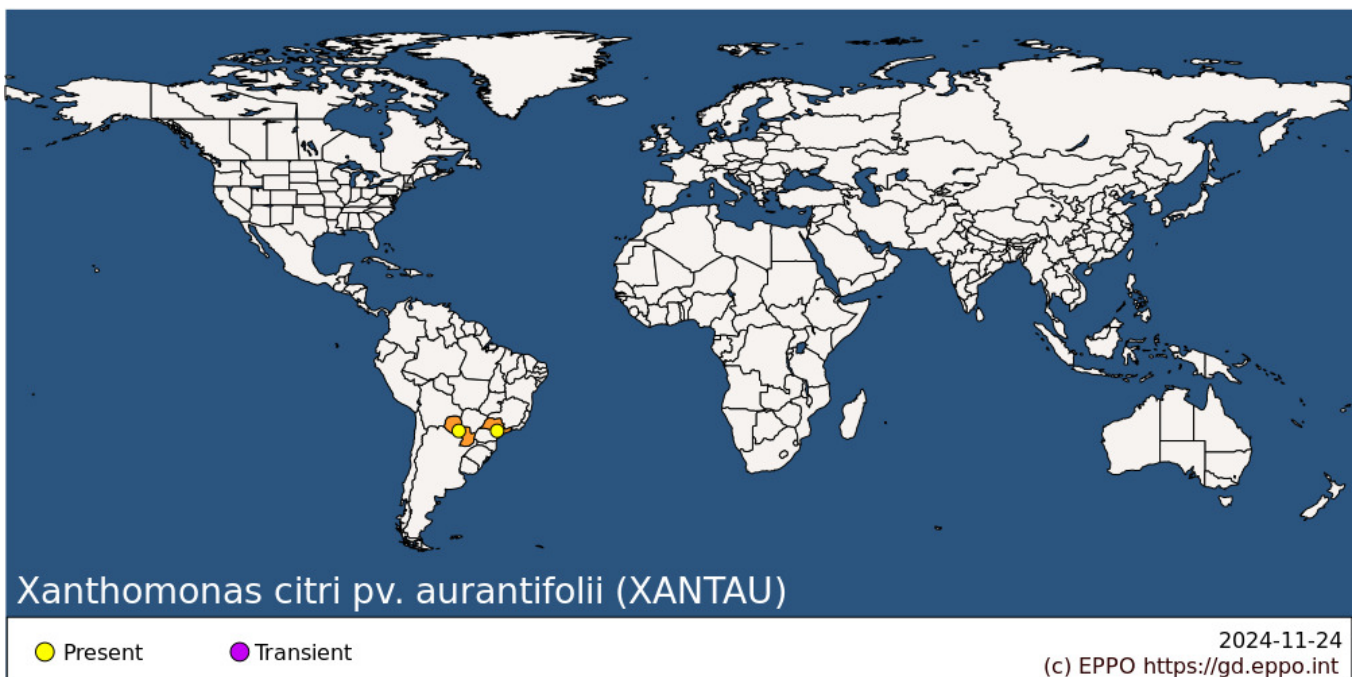 Xanthomonas citri pv. aurantifolii (XANTAU)
Present
Transient
2024-11-24
(c) EPPO https://gd.eppo.int